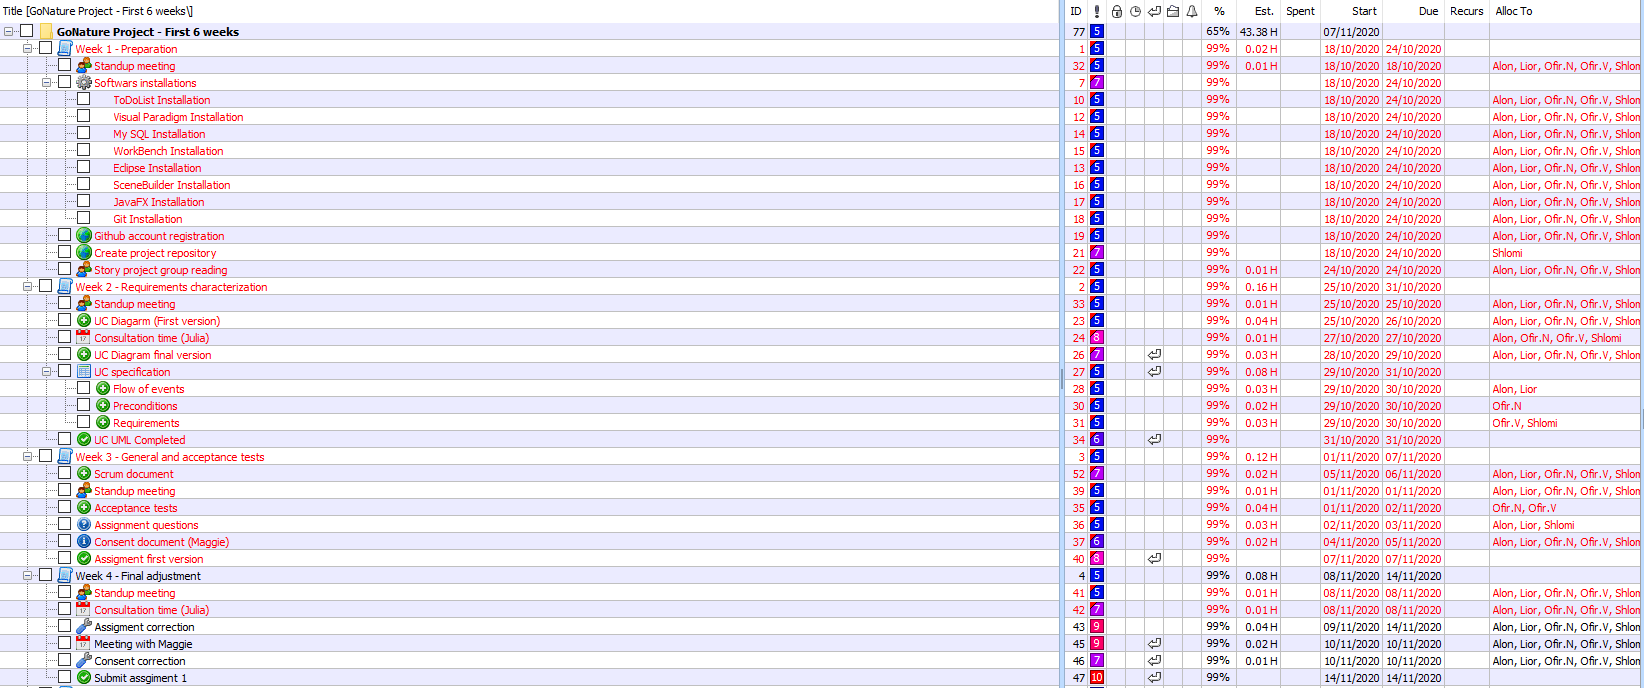 Title [GoNature Project - First 6 weeks\] ID ! % Est. Spent Start Due Recurs Alloc To
GoNature Project - First 6 weeks 77 5 65% 43.38 H 07/11/2020
Week 1 - Preparation 1 5 99% 0.02 H 18/10/2020 24/10/2020
Standup meeting 32 5 99% 0.01 H 18/10/2020 18/10/2020 Alon, Lior, Ofir.N, Ofir.V, Shlomi
Softwars installations 7 7 99% 18/10/2020 24/10/2020
ToDoList Installation 10 5 99% 18/10/2020 24/10/2020 Alon, Lior, Ofir.N, Ofir.V, Shlom
Visual Paradigm Installation 12 5 99% 18/10/2020 24/10/2020 Alon, Lior, Ofir.N, Ofir.V, Shlom
My SQL Installation 14 5 99% 18/10/2020 24/10/2020 Alon, Lior, Ofir.N, Ofir.V, Shlom
WorkBench Installation 15 5 99% 18/10/2020 24/10/2020 Alon, Lior, Ofir.N, Ofir.V, Shlom
Eclipse Installation 13 5 99% 18/10/2020 24/10/2020 Alon, Lior, Ofir.N, Ofir.V, Shlom
SceneBuilder Installation 16 5 99% 18/10/2020 24/10/2020 Alon, Lior, Ofir.N, Ofir.V, Shlom
JavaFX Installation 17 5 99% 18/10/2020 24/10/2020 Alon, Lior, Ofir.N, Ofir.V, Shlom
Git Installation 18 5 99% 18/10/2020 24/10/2020 Alon, Lior, Ofir.N, Ofir.V, Shlom
Github account registration 19 5 99% 18/10/2020 24/10/2020 Alon, Lior, Ofir.N, Ofir.V, Shlom
Create project repository 21 7 99% 18/10/2020 24/10/2020 Shlomi
Story project group reading 22 5 99% 0.01 H 24/10/2020 24/10/2020 Alon, Lior, Ofir.N, Ofir.V, Shlom
Week 2 - Requirements characterization 2 5 99% 0.16 H 25/10/2020 31/10/2020
Standup meeting 33 5 99% 0.01 H 25/10/2020 25/10/2020 Alon, Lior, Ofir.N, Ofir.V, Shlom
UC Diagarm (First version) 23 5 99% 0.04 H 25/10/2020 26/10/2020 Alon, Lior, Ofir.N, Ofir.V, Shlom
Consultation time (Julia) 24 8 99% 0.01 H 27/10/2020 27/10/2020 Alon, Ofir.N, Ofir.V, Shlomi
UC Diagram final version 26 7 99% 0.03 H 28/10/2020 29/10/2020 Alon, Lior, Ofir.N, Ofir.V, Shlom
UC specification 27 5 99% 0.08 H 29/10/2020 31/10/2020
Flow of events 28 5 99% 0.03 H 29/10/2020 30/10/2020 Alon, Lior
Preconditions 30 5 99% 0.02 H 29/10/2020 30/10/2020 Ofir.N
Requirements 31 5 99% 0.03 H 29/10/2020 30/10/2020 Ofir.V, Shlomi
UC UML Completed 34 6 99% 31/10/2020 31/10/2020
Week 3 - General and acceptance tests 3 5 99% 0.12 H 01/11/2020 07/11/2020
Scrum document 52 7 99% 0.02 H 05/11/2020 06/11/2020 Alon, Lior, Ofir.N, Ofir.V, Shlom
Standup meeting 39 5 99% 0.01 H 01/11/2020 01/11/2020 Alon, Lior, Ofir.N, Ofir.V, Shlom
Acceptance tests 35 5 99% 0.04 H 01/11/2020 02/11/2020 Ofir.N, Ofir.V
Assignment questions 36 5 99% 0.03 H 02/11/2020 03/11/2020 Alon, Lior, Shlomi
Consent document (Maggie) 37 6 99% 0.02 H 04/11/2020 05/11/2020 Alon, Lior, Ofir.N, Ofir.V, Shlom
Assigment first version 40 8 99% 07/11/2020 07/11/2020
Week 4 - Final adjustment 4 5 99% 0.08 H 08/11/2020 14/11/2020
Standup meeting 41 5 99% 0.01 H 08/11/2020 08/11/2020 Alon, Lior, Ofir.N, Ofir.V, Shlom
Consultation time (Julia) 42 7 99% 0.01 H 08/11/2020 08/11/2020 Alon, Lior, Ofir.N, Ofir.V, Shlom
Assigment correction 43 9 99% 0.04 H 09/11/2020 14/11/2020 Alon, Lior, Ofir.N, Ofir.V, Shlom
Meeting with Maggie 45 9 99% 0.02 H 10/11/2020 10/11/2020 Alon, Lior, Ofir.N, Ofir.V, Shlom
Consent correction 46 7 99% 0.01 H 10/11/2020 10/11/2020 Alon, Lior, Ofir.N, Ofir.V, Shlom
Submit assgiment 1 47 10 99% 14/11/2020 14/11/2020